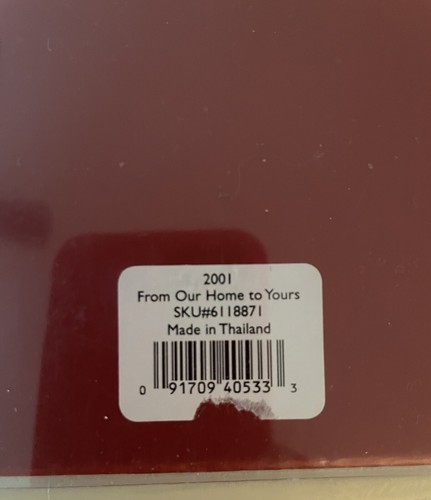 2001
From Our Home to Yours
SKU#6118871
Made in Thailand
0 91709 40533 3